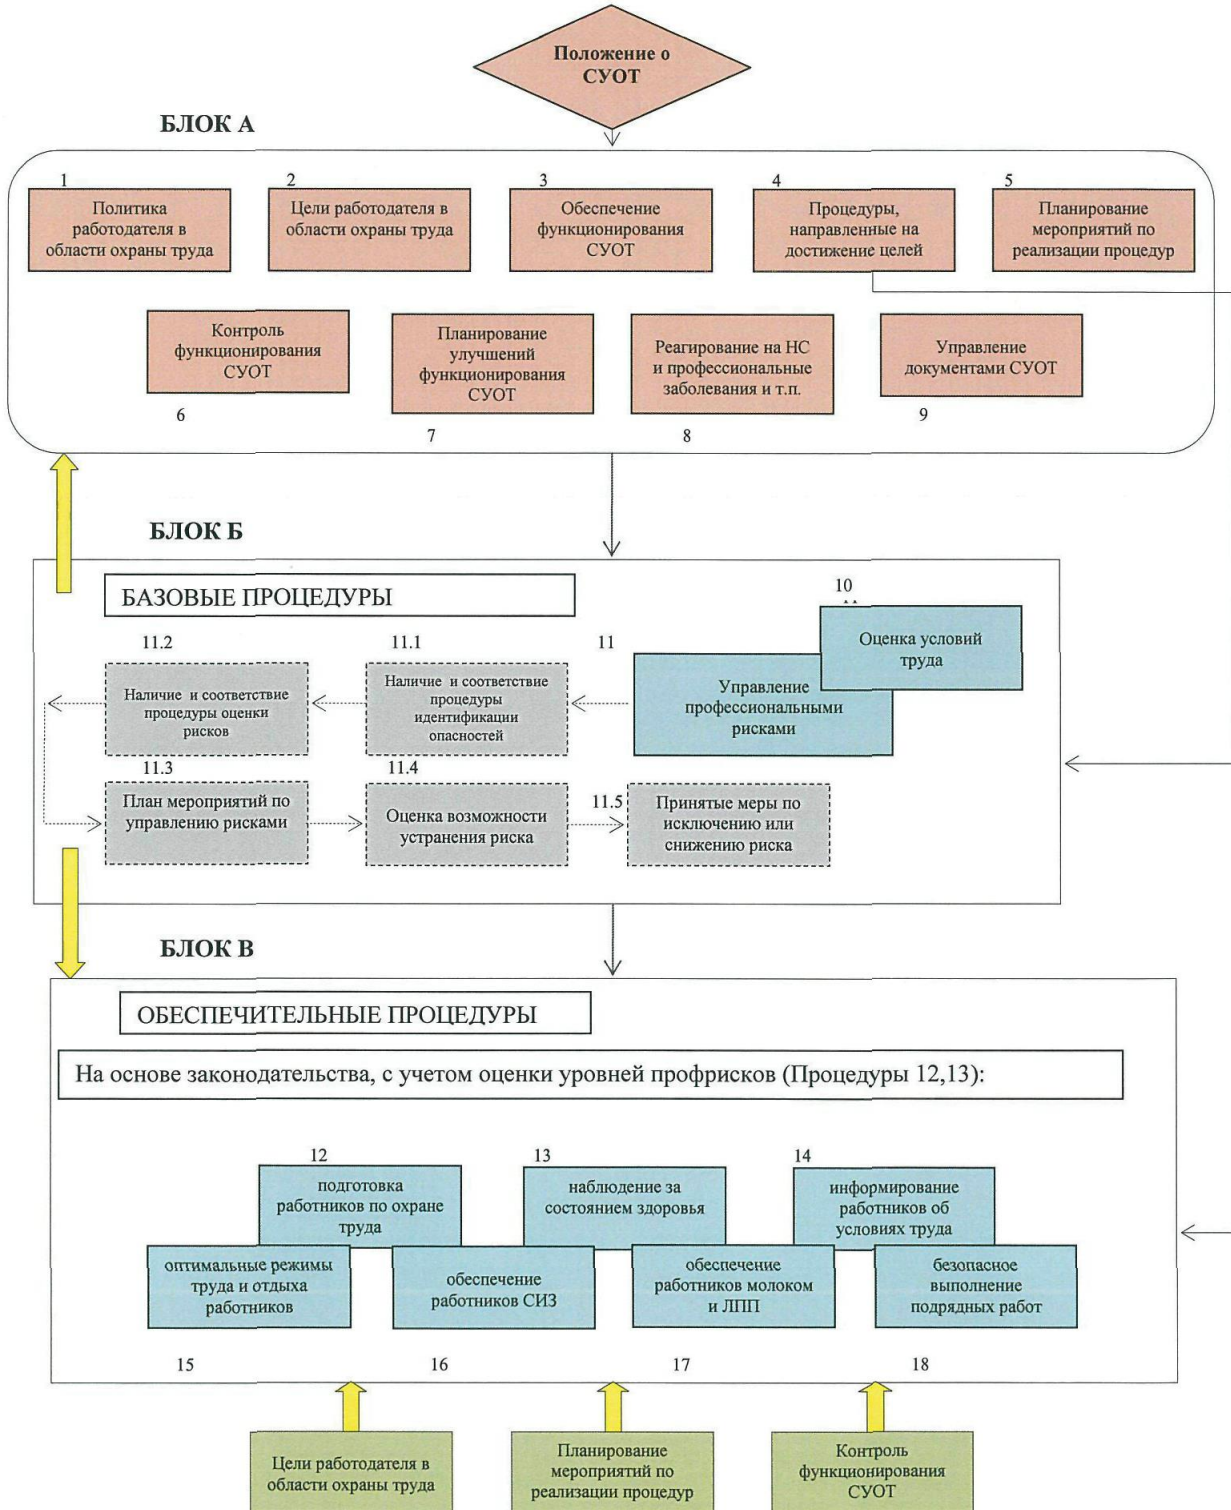 Положение о
СУОТ
БЛОК А
1
Политика
работодателя в
области охраны труда
2
Цели работодателя в
области охраны труда
3
Обеспечение
функционирования
СУОТ
4
Процедуры,
направленные на
достижение целей
5
Планирование
мероприятий по
реализации процедур
Контроль
функционирования
СУОТ
6
Планирование
улучшений
функционирования
СУОТ
7
Реагирование на НС
и профессиональные
заболевания и т.п.
8
Управление
документами СУОТ
9
БЛОК Б
БАЗОВЫЕ ПРОЦЕДУРЫ
10
Оценка условий
труда
11
Управление
профессиональными
рисками
11.1
Наличие и соответствие
процедуры
идентификации
опасностей
11.2
Наличие и соответствие
процедуры оценки
рисков
11.3
План мероприятий по
управлению рисками
11.4
Оценка возможности
устранения риска
11.5
Принятые меры по
исключению или
снижению риска
БЛОК В
ОБЕСПЕЧИТЕЛЬНЫЕ ПРОЦЕДУРЫ
На основе законодательства, с учетом оценки уровней профрисков (Процедуры 12,13):
12
подготовка
работников по охране
труда
13
наблюдение за
состоянием здоровья
14
информирование
работников об
условиях труда
оптимальные режимы
труда и отдыха
работников
15
обеспечение
работников СИЗ
16
обеспечение
работников молоком
и ЛПП
17
безопасное
выполнение
подрядных работ
18
Цели работодателя в
области охраны труда
Планирование
мероприятий по
реализации процедур
Контроль
функционирования
СУОТ